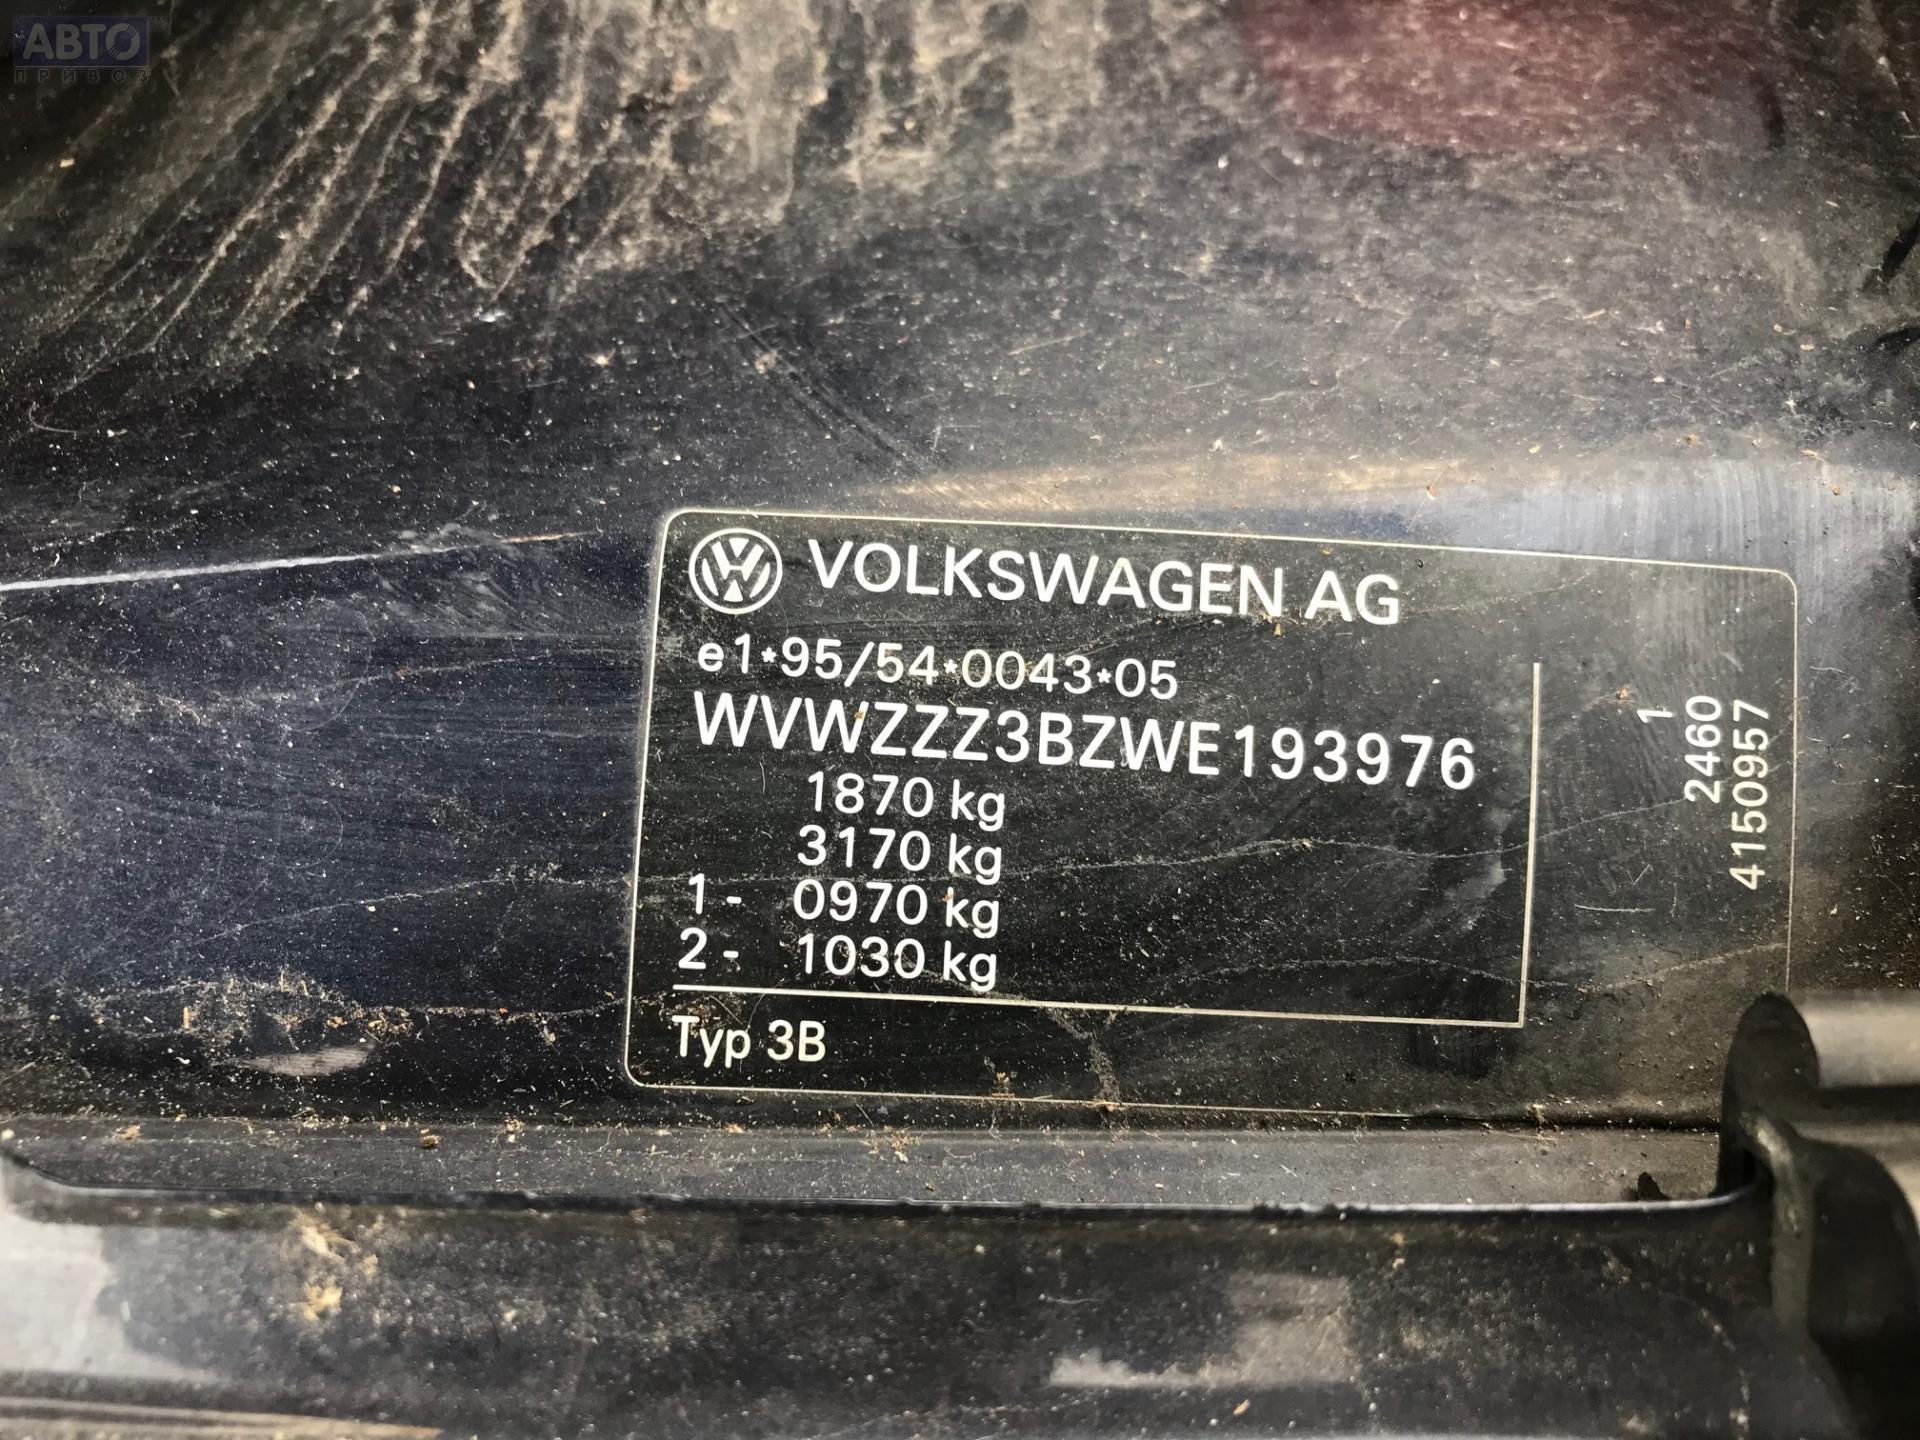 АВТО
ПРИВОЗ
VOLKSWAGEN AG
e1*95/54*0043*05
WVWZZZ3BZWE193976
1870 kg
3170 kg
1- 0970 kg
2- 1030 kg
Typ 3B
1
2460
4150957